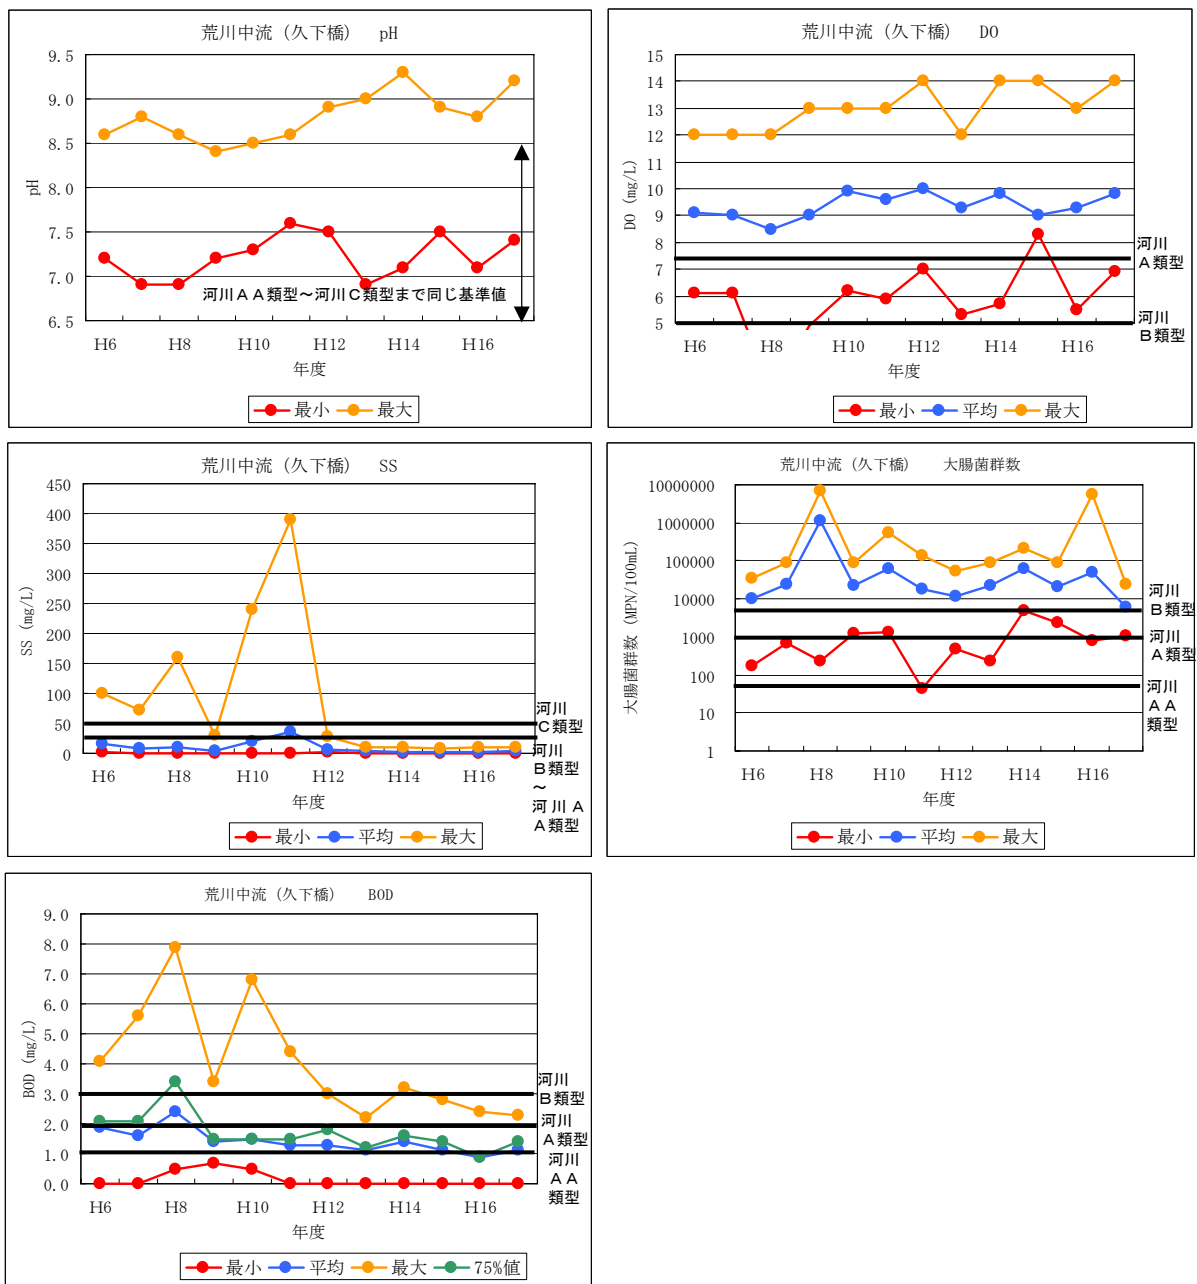 荒川中流 (久下橋) pH
9.5
9.0
8.5
8.0
7.5
7.0
6.5
pH
河川AA類型～河川C類型まで同じ基準値
H6 H8 H10 H12 H14 H16
年度
最小 最大
荒川中流 (久下橋) DO
15
14
13
12
11
10
9
8
7
6
5
DO (mg/L)
河川
A類型
河川
B類型
H6 H8 H10 H12 H14 H16
年度
最小 平均 最大
荒川中流 (久下橋) SS
450
400
350
300
250
200
150
100
50
0
SS (mg/L)
河川
C類型
河川
B類型
～
河川A
A類型
H6 H8 H10 H12 H14 H16
年度
最小 平均 最大
荒川中流 (久下橋) 大腸菌群数
10000000
1000000
100000
10000
1000
100
10
1
大腸菌群数 (MPN/100mL)
河川
B類型
河川
A類型
河川
AA
類型
H6 H8 H10 H12 H14 H16
年度
最小 平均 最大
荒川中流 (久下橋) BOD
9.0
8.0
7.0
6.0
5.0
4.0
3.0
2.0
1.0
0.0
BOD (mg/L)
河川
B類型
河川
A類型
河川
AA
類型
H6 H8 H10 H12 H14 H16
年度
最小 平均 最大 75%値